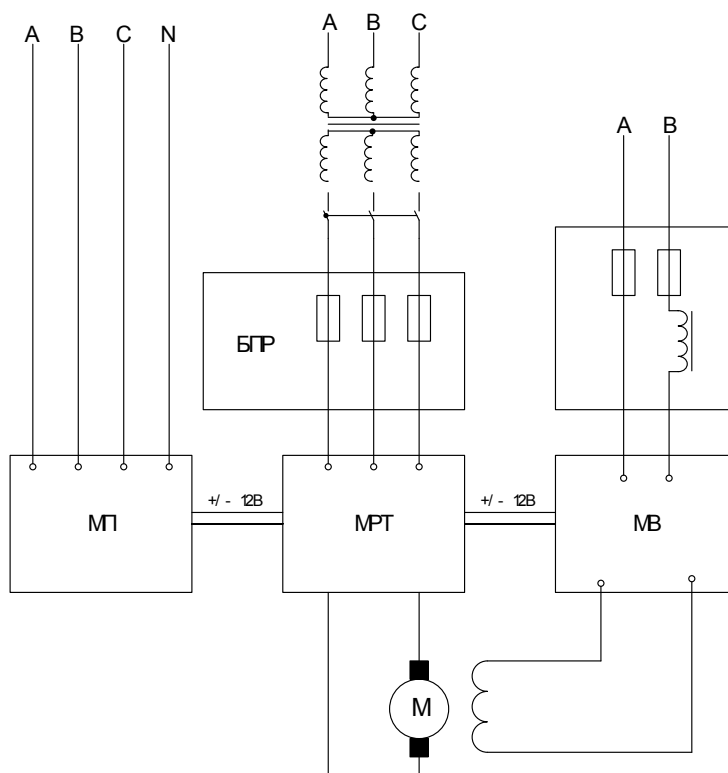 A B C
A B C N
A B
БПР
+/- 12В +/- 12В
МП МРТ МВ
М